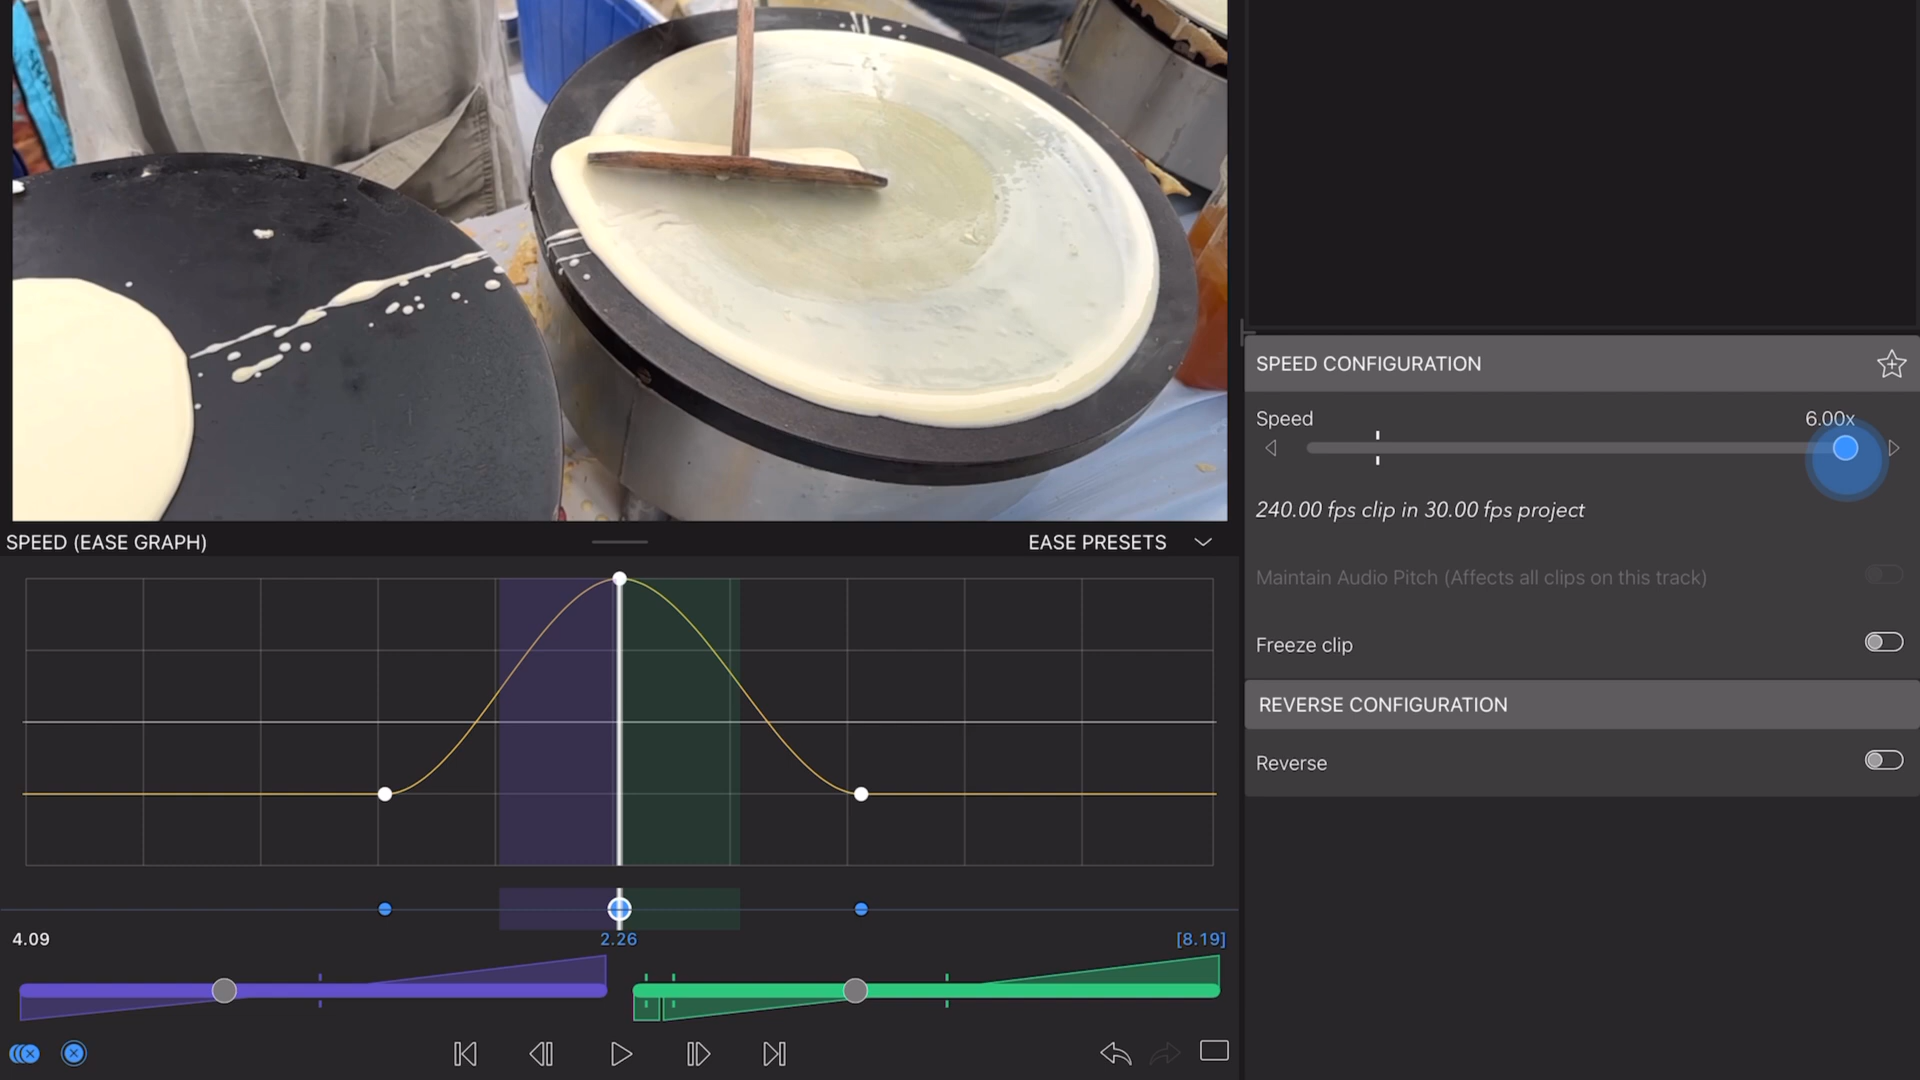 SPEED CONFIGURATION
Speed
6.00x
240.00 fps clip in 30.00 fps project
SPEED (EASE GRAPH)
EASE PRESETS
Maintain Audio Pitch (Affects all clips on this track)
Freeze clip
REVERSE CONFIGURATION
Reverse
4.09
2.26
[8.19]